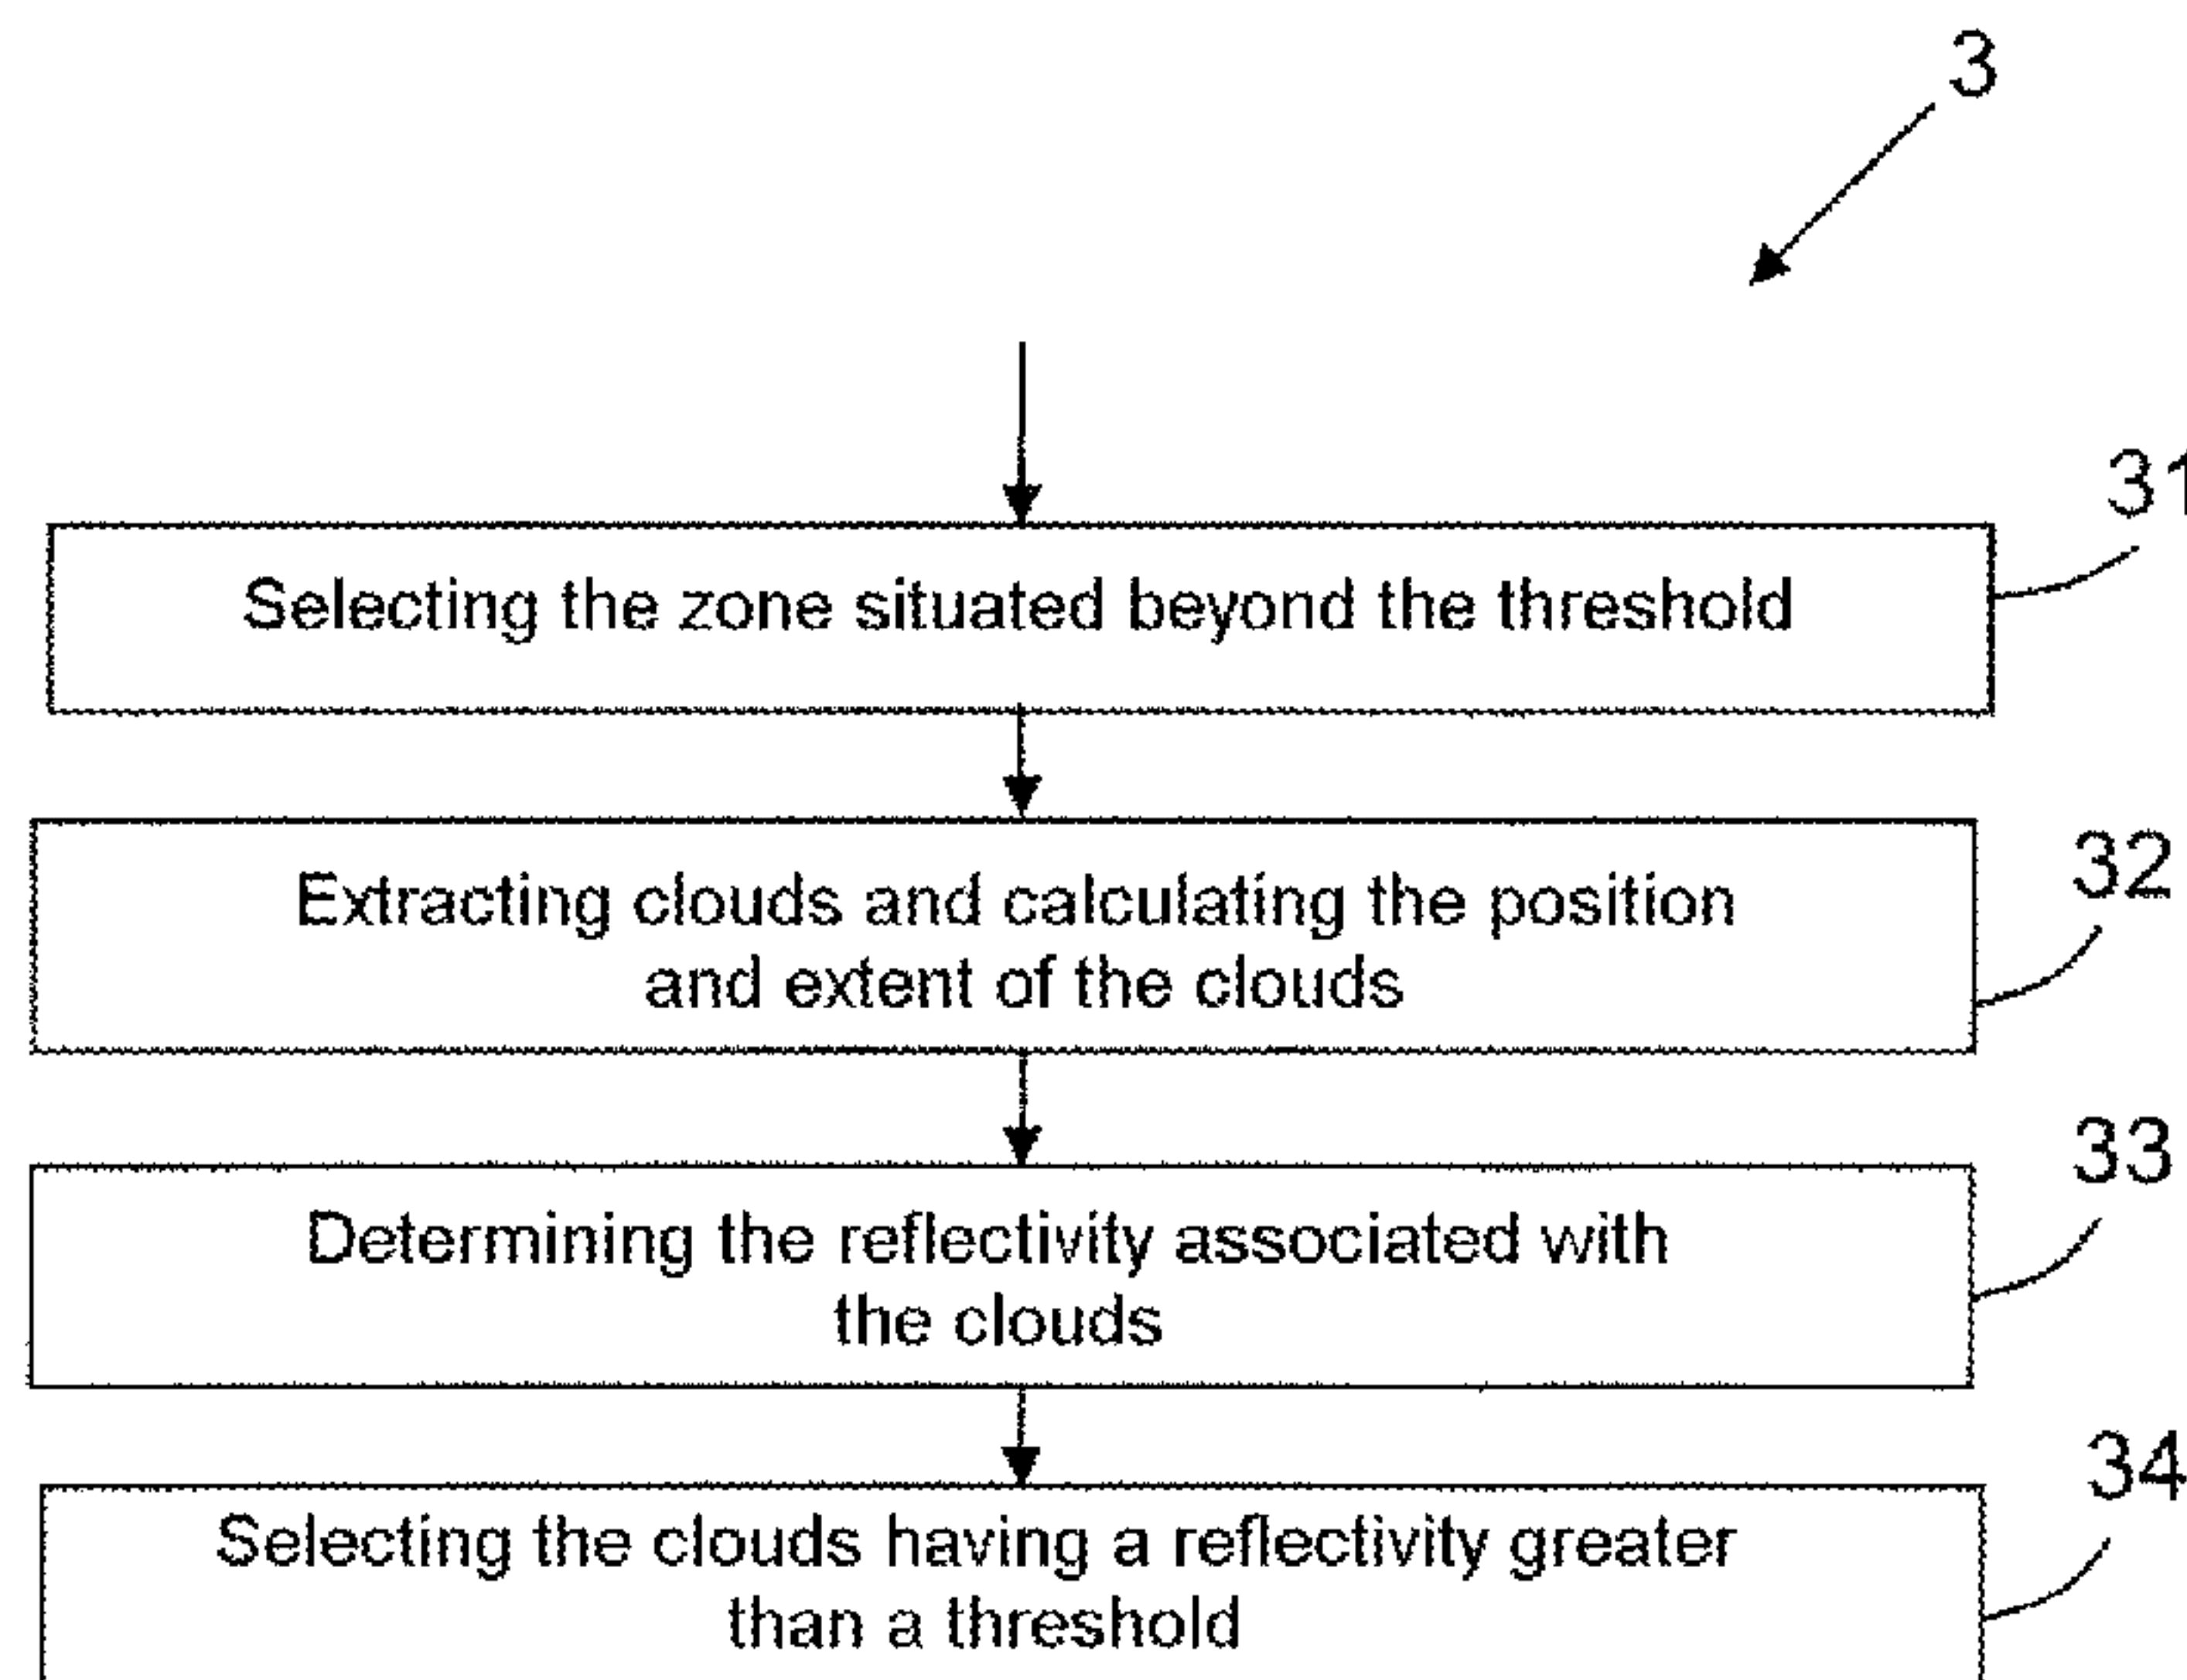 3
31
Selecting the zone situated beyond the threshold
32
Extracting clouds and calculating the position
and extent of the clouds
33
Determining the reflectivity associated with
the clouds
34
Selecting the clouds having a reflectivity greater
than a threshold